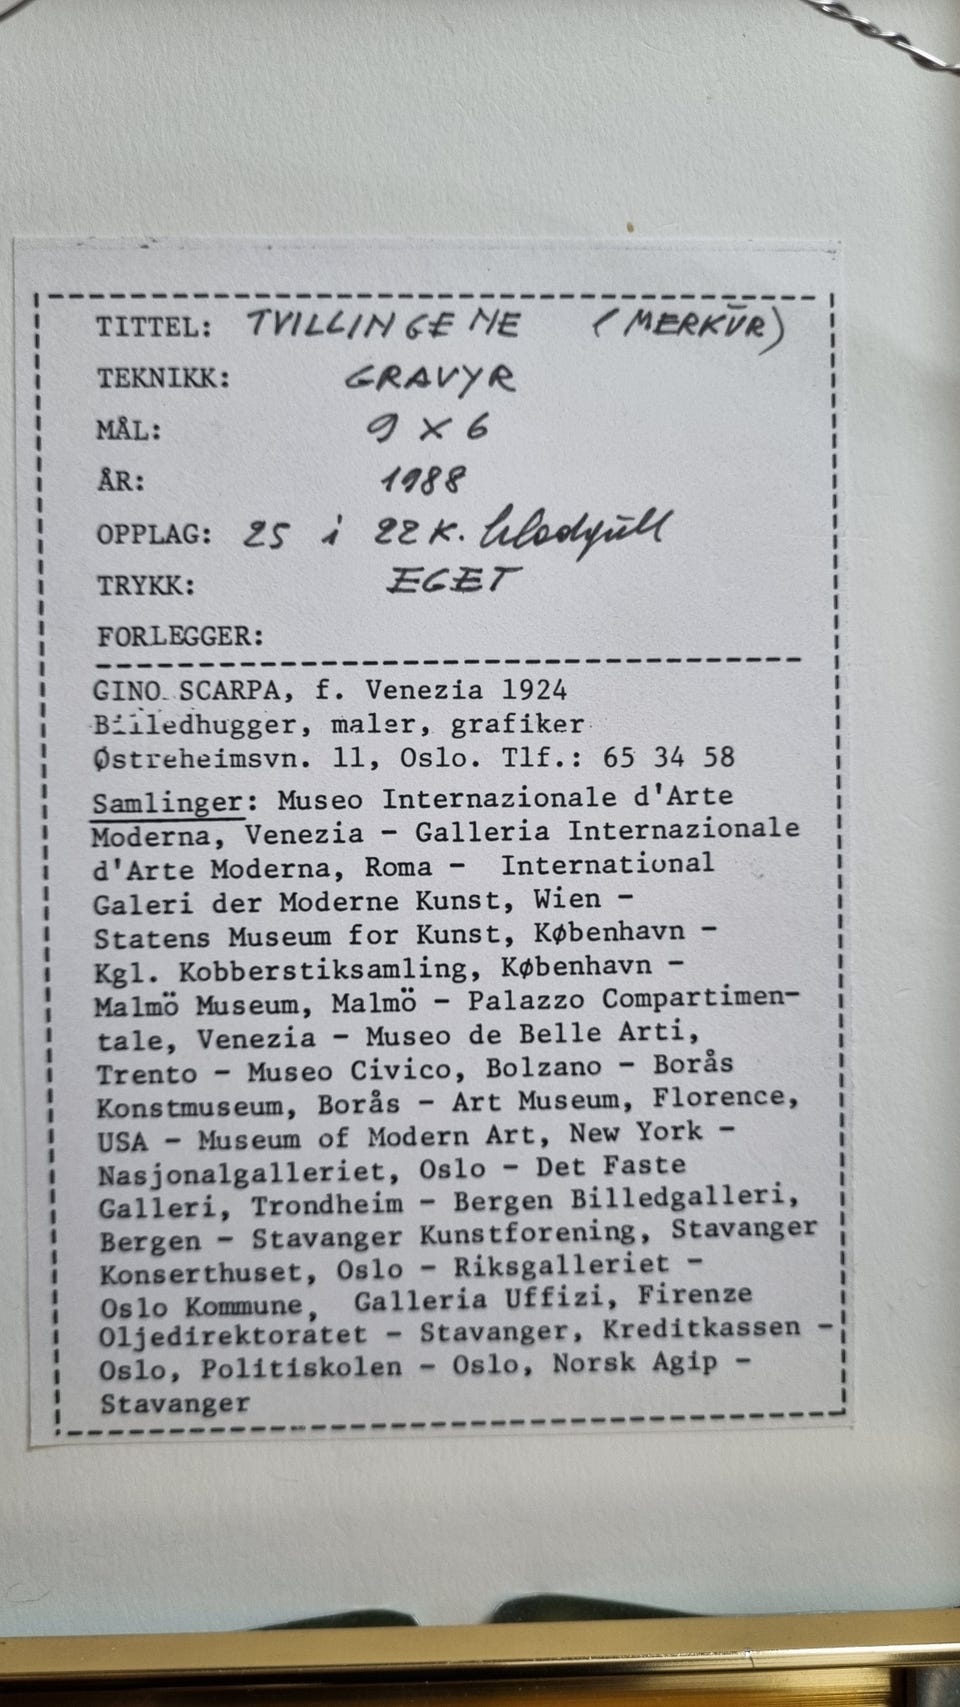 TITTEL: TVILLINGENE (MERKŪR)
TEKNIKK: GRAVYR
MÅL: 9 X 6
ÅR: 1988
OPPLAG: 25 i 22 K. bladgull
TRYKK: EGET
FORLEGGER:
GINO SCARPA, f. Venezia 1924
Billedhugger, maler, grafiker
Østreheimsvn. 11, Oslo. Tlf.: 65 34 58
Samlinger: Museo Internazionale d'Arte
Moderna, Venezia - Galleria Internazionale
d'Arte Moderna, Roma - International
Galeri der Moderne Kunst, Wien -
Statens Museum for Kunst, København -
Kgl. Kobberstiksamling, København -
Malmö Museum, Malmö - Palazzo Compartimen-
tale, Venezia - Museo de Belle Arti,
Trento - Museo Civico, Bolzano - Borås
Konstmuseum, Borås - Art Museum, Florence,
USA - Museum of Modern Art, New York -
Nasjonalgalleriet, Oslo - Det Faste
Galleri, Trondheim - Bergen Billedgalleri,
Bergen - Stavanger Kunstforening, Stavanger
Konserthuset, Oslo - Riksgalleriet -
Oslo Kommune, Galleria Uffizi, Firenze
Oljedirektoratet - Stavanger, Kreditkassen -
Oslo, Politiskolen - Oslo, Norsk Agip -
Stavanger